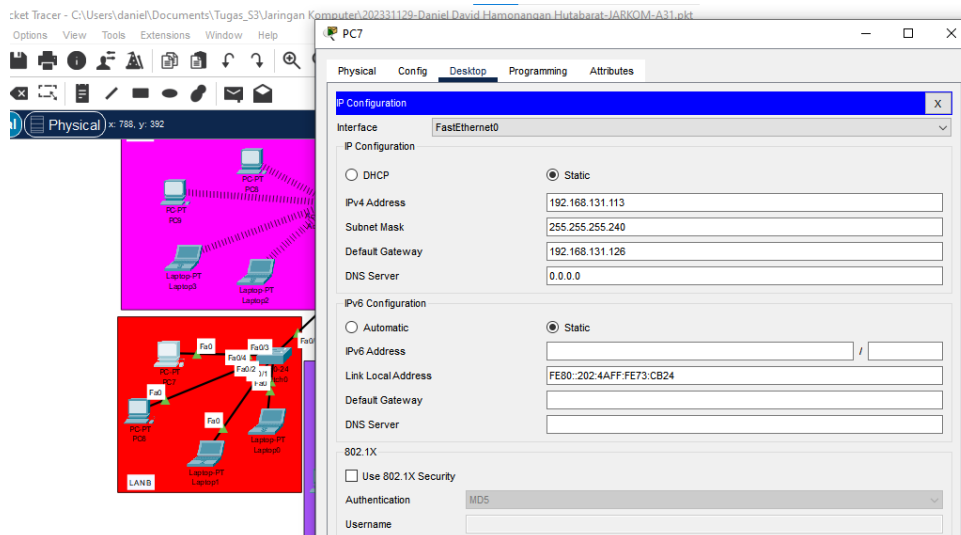 cket Tracer - C:\Users\daniel\Documents\Tugas_S3\Jaringan Komputer\202331129-Daniel David Hamonangan Hutabarat-JARKOM-A31.pkt
Options View Tools Extensions Window Help
Physical x: 788, y: 392
PC-PT
PC8
PC-PT
PC9
Laptop-PT
Laptop3
Laptop-PT
Laptop2
Fa0
Fa0/3
Fa0/4
Fa0/2
PC-PT
PC7
Fa0
Fa0
PC-PT
Laptop-PT
Laptop0
Laptop-PT
Laptop1
LANB
PC7
Physical Config Desktop Programming Attributes
IP Configuration X
Interface FastEthernet0
IP Configuration
DHCP Static
IPv4 Address 192.168.131.113
Subnet Mask 255.255.255.240
Default Gateway 192.168.131.126
DNS Server 0.0.0.0
IPv6 Configuration
Automatic Static
IPv6 Address /
Link Local Address FE80::202:4AFF:FE73:CB24
Default Gateway
DNS Server
802.1X
Use 802.1X Security
Authentication MD5
Username